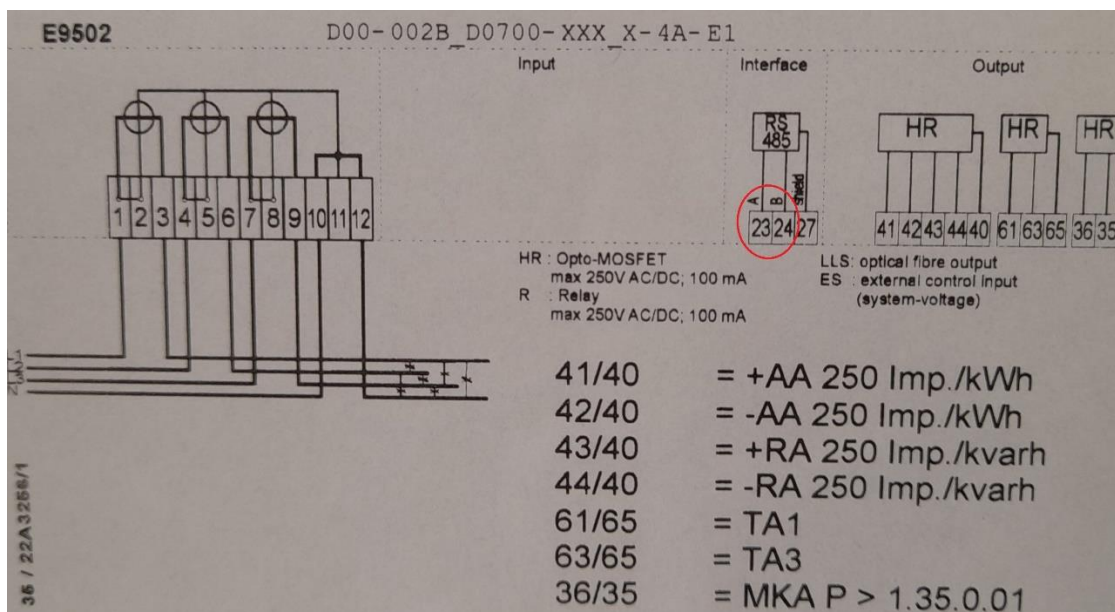 E9502
D00-002B_D0700-XXX_X-4A-E1
Input
Interface
Output
RS
485
HR
HR
HR
A
B
shield
1 2 3 4 5 6 7 8 9 10 11 12
23 24 27
41 42 43 44 40
61 63 65
36 35
HR : Opto-MOSFET
max 250V AC/DC; 100 mA
R : Relay
max 250V AC/DC; 100 mA
LLS: optical fibre output
ES : external control input
(system-voltage)
41/40 = +AA 250 Imp./kWh
42/40 = -AA 250 Imp./kWh
43/40 = +RA 250 Imp./kvarh
44/40 = -RA 250 Imp./kvarh
61/65 = TA1
63/65 = TA3
36/35 = MKA P > 1.35.0.01
35 / 22A3256/1